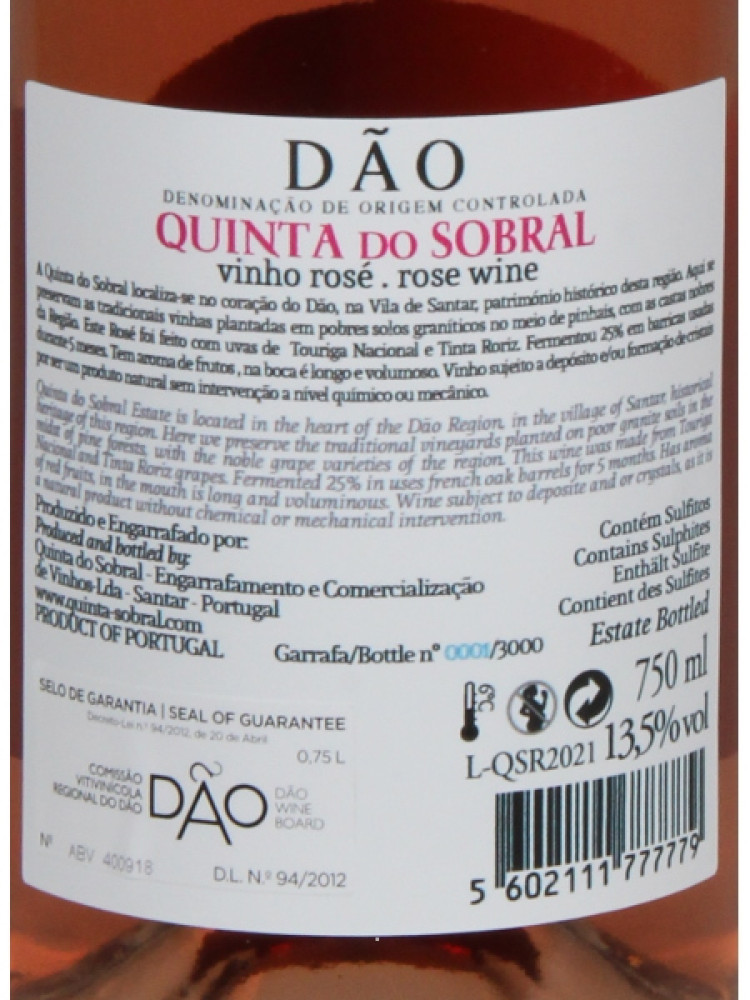 DÃO
DENOMINAÇÃO DE ORIGEM CONTROLADA
QUINTA DO SOBRAL
vinho rosé . rose wine
A Quinta do Sobral localiza-se no coração do Dão, na Vila de Santar, património histórico desta região. Aqui se
preservam as tradicionais vinhas plantadas em pobres solos graníticos no meio de pinhais, com as castas nobres
da Região. Este Rosé foi feito com uvas de Touriga Nacional e Tinta Roriz. Fermentou 25% em barricas usadas
durante 5 meses. Tem aroma de frutos, na boca é longo e volumoso. Vinho sujeito a depósito e/ou formação de cristais
por ser um produto natural sem intervenção a nível químico ou mecânico.
Quinta do Sobral Estate is located in the heart of the Dão Region, in the village of Santar, historical
heritage of this region. Here we preserve the traditional vineyards planted on poor granite soils in the
midst of pine forests, with the noble grape varieties of the region. This wine was made from Touriga
Nacional and Tinta Roriz grapes. Fermented 25% in uses french oak barrels for 5 months. Has aroma
of red fruits, in the mouth is long and voluminous. Wine subject to deposite and or crystals, as it is
a natural product without chemical or mechanical intervention.
Produzido e Engarrafado por:
Produced and bottled by:
Quinta do Sobral - Engarrafamento e Comercialização
de Vinhos Lda - Santar - Portugal
www.quinta-sobral.com
PRODUCT OF PORTUGAL
Contém Sulfitos
Contains Sulphites
Enthält Sulfite
Contient des Sulfites
Estate Bottled
Garrafa/Bottle nº 0001/3000
750 ml
L-QSR2021 13,5%vol
SELO DE GARANTIA | SEAL OF GUARANTEE
Decreto-Lei n.º 94/2012, de 20 de Abril
0,75 L
COMISSÃO
VITIVINÍCOLA
REGIONAL DO DÃO
DÃO
DÃO
WINE
BOARD
Nº ABV 400918
D.L. N.º 94/2012
5 602111 777779